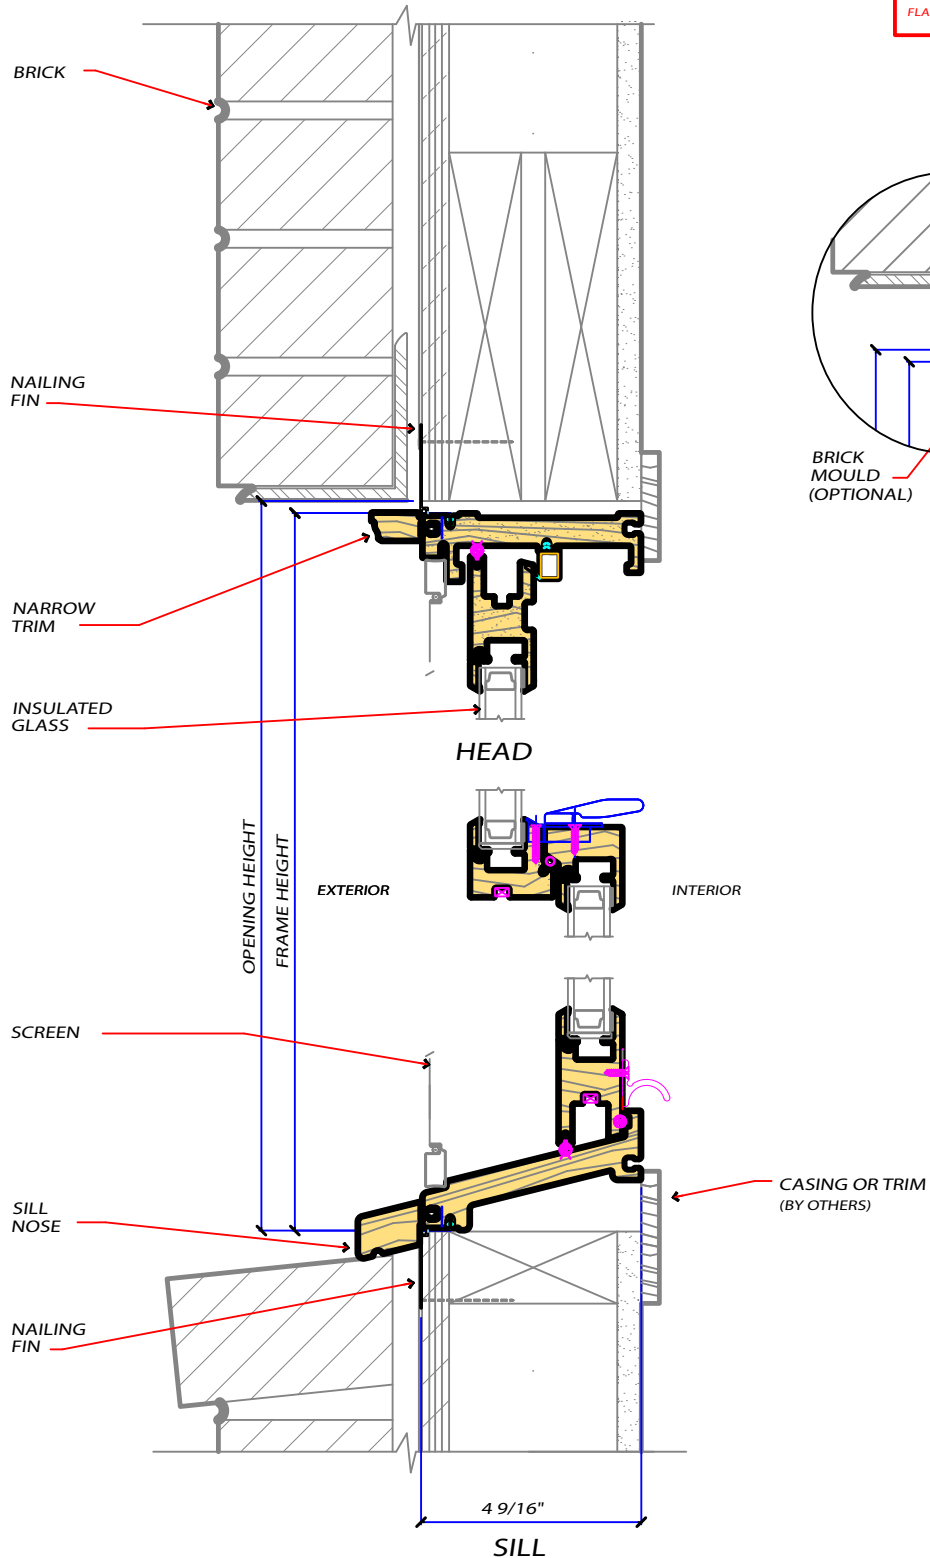 FLA
BRICK
NAILING
FIN
BRICK
MOULD
(OPTIONAL)
NARROW
TRIM
INSULATED
GLASS
HEAD
OPENING HEIGHT
FRAME HEIGHT
EXTERIOR
INTERIOR
SCREEN
CASING OR TRIM
(BY OTHERS)
SILL
NOSE
NAILING
FIN
4 9/16"
SILL